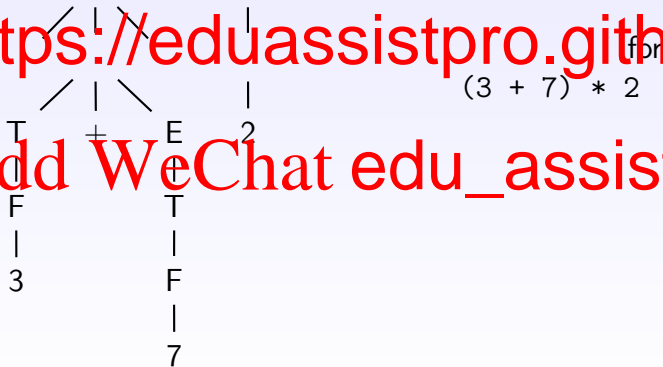 tps://eduassistpro.gith
for
(3 + 7) * 2
T + E 2
dd WeChat edu_assis
F T
3 F
7